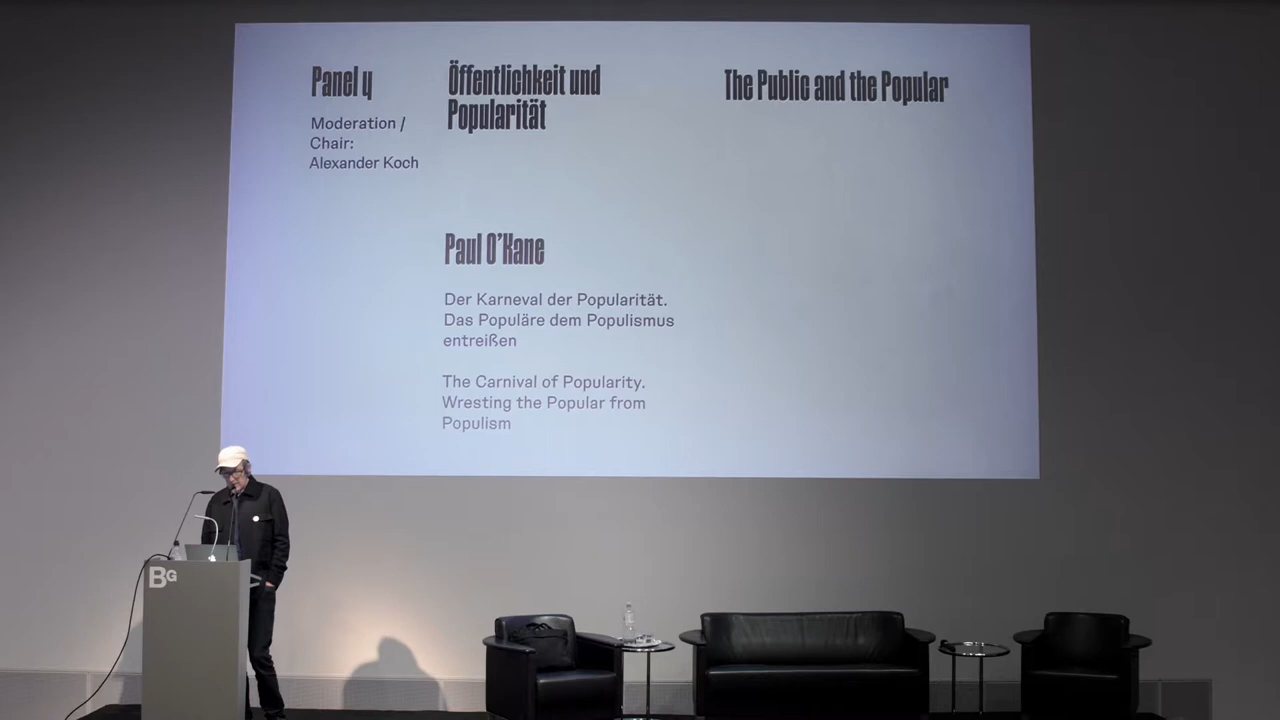 Panel 4
Moderation /
Chair:
Alexander Koch
Öffentlichkeit und
Popularität
The Public and the Popular
Paul O'Kane
Der Karneval der Popularität.
Das Populäre dem Populismus
entreißen
The Carnival of Popularity.
Wresting the Popular from
Populism
BG